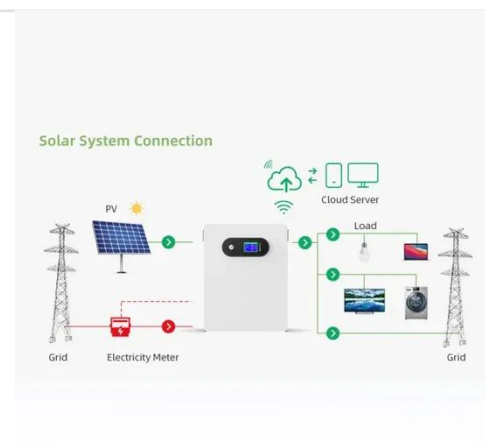 Solar System Connection
Cloud Server
PV
Load
Grid
Electricity Meter
Grid